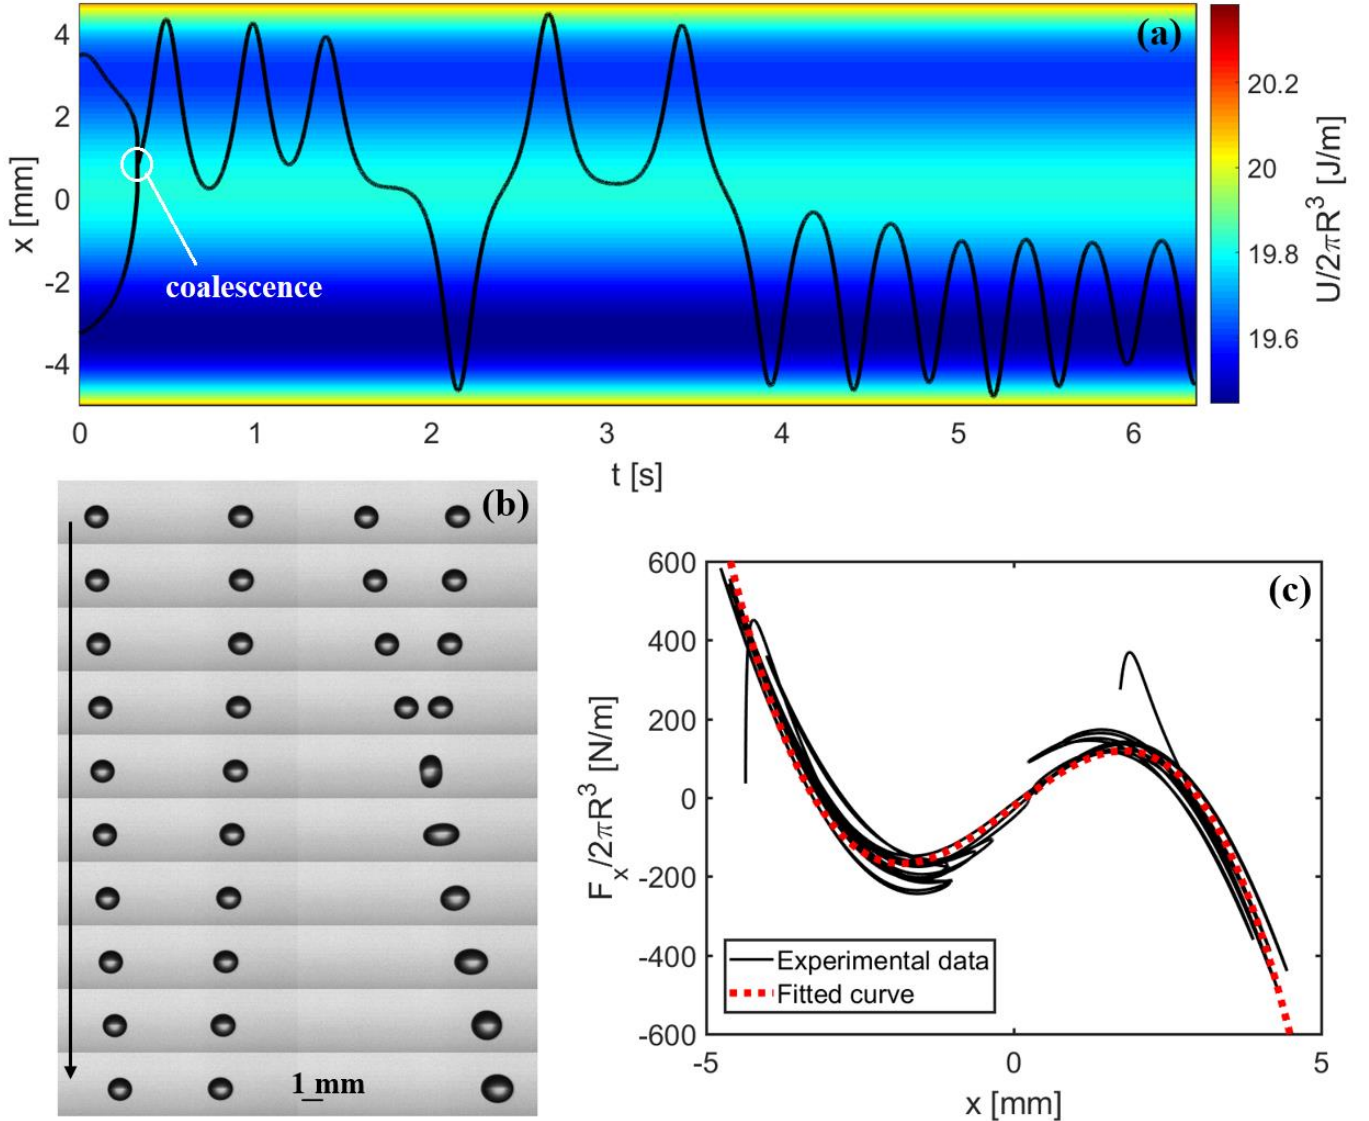 (a)
x [mm]
4
2
0
-2
-4
coalescence
0 1 2 3 4 5 6
t [s]
20.2
20
19.8
19.6
U/2πR³ [J/m]
(b)
1 mm
(c)
Fₓ/2πR³ [N/m]
600
400
200
0
-200
-400
-600
Experimental data
Fitted curve
-5 0 5
x [mm]